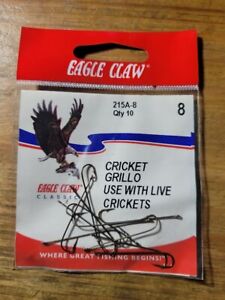 EAGLE CLAW®
215A-8
Qty 10
8
CRICKET
GRILLO
USE WITH LIVE
CRICKETS
EAGLE CLAW
CLASSIC
WHERE GREAT FISHING BEGINS!™